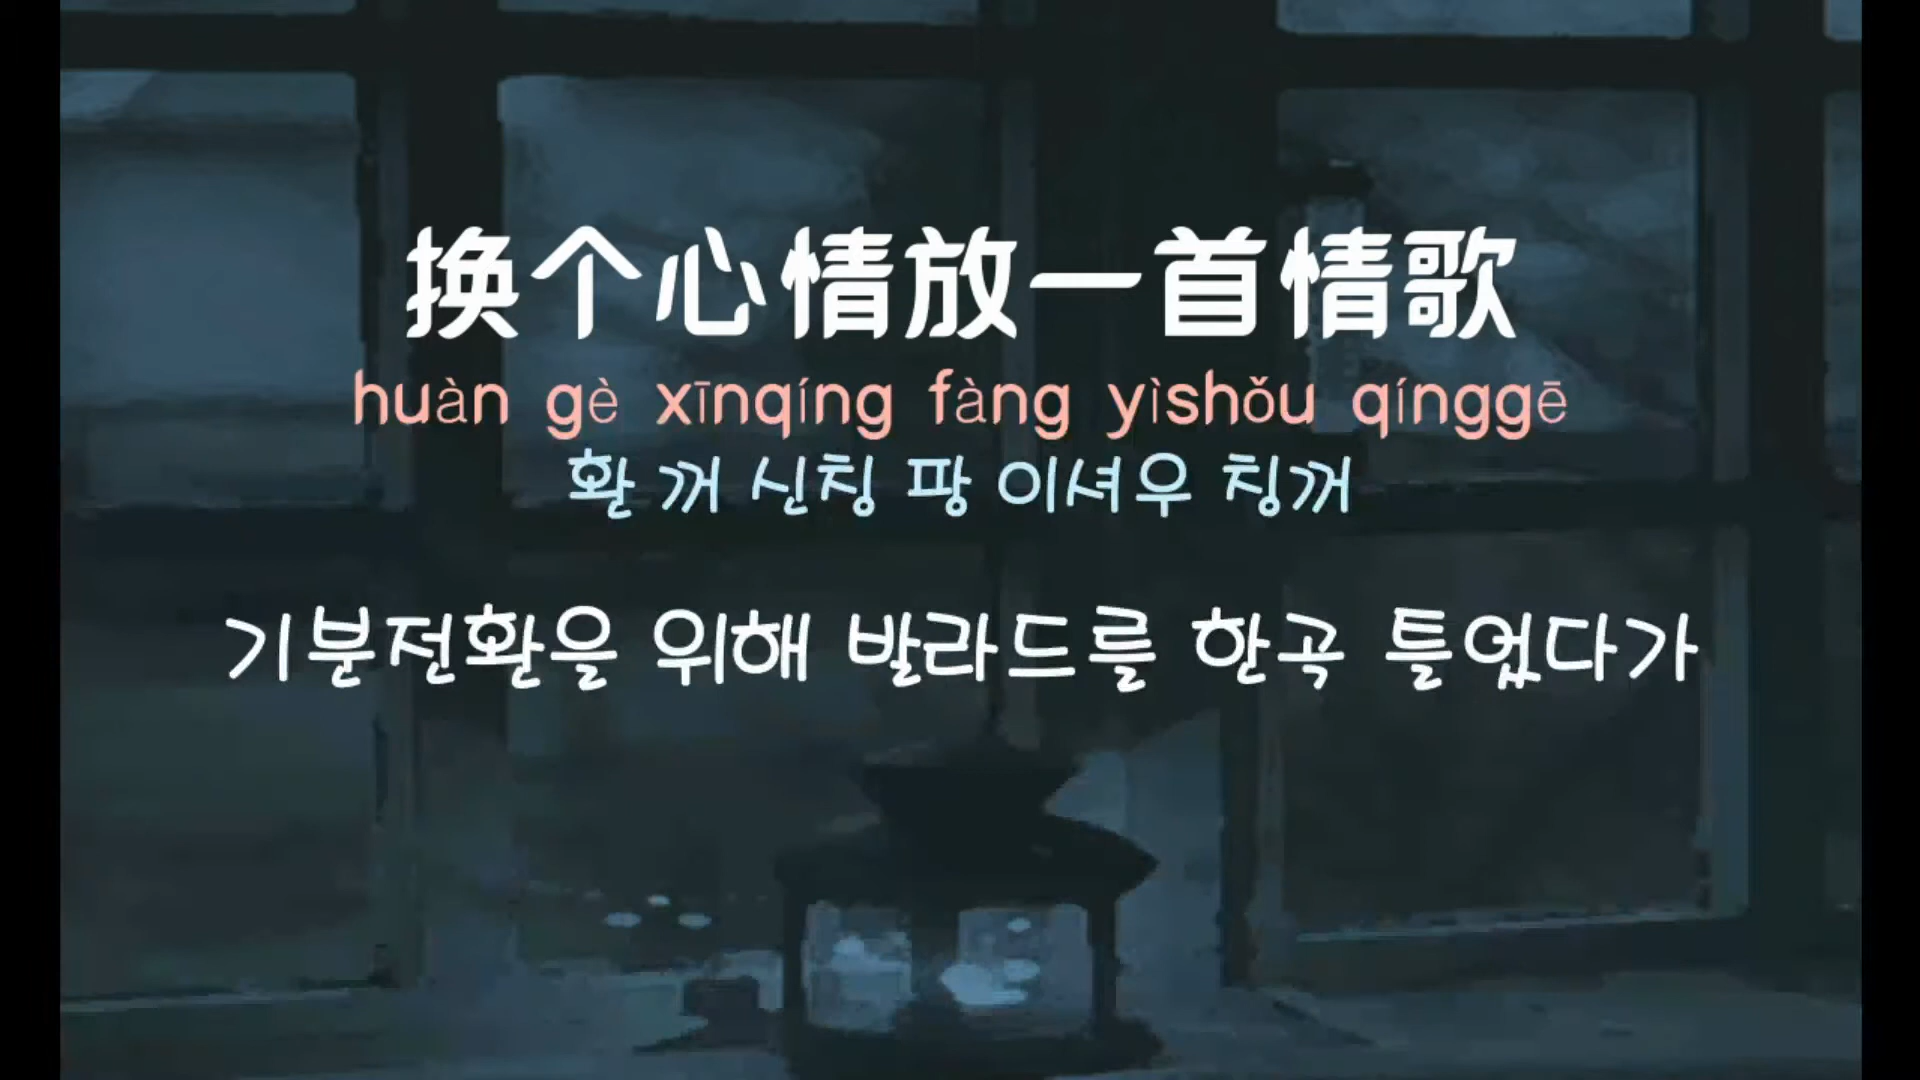 换个心情放一首情歌
huàn gè xīnqíng fàng yìshǒu qínggē
환 꺼 신칭 팡 이셔우 칭꺼
기분전환을 위해 발라드를 한곡 틀었다가